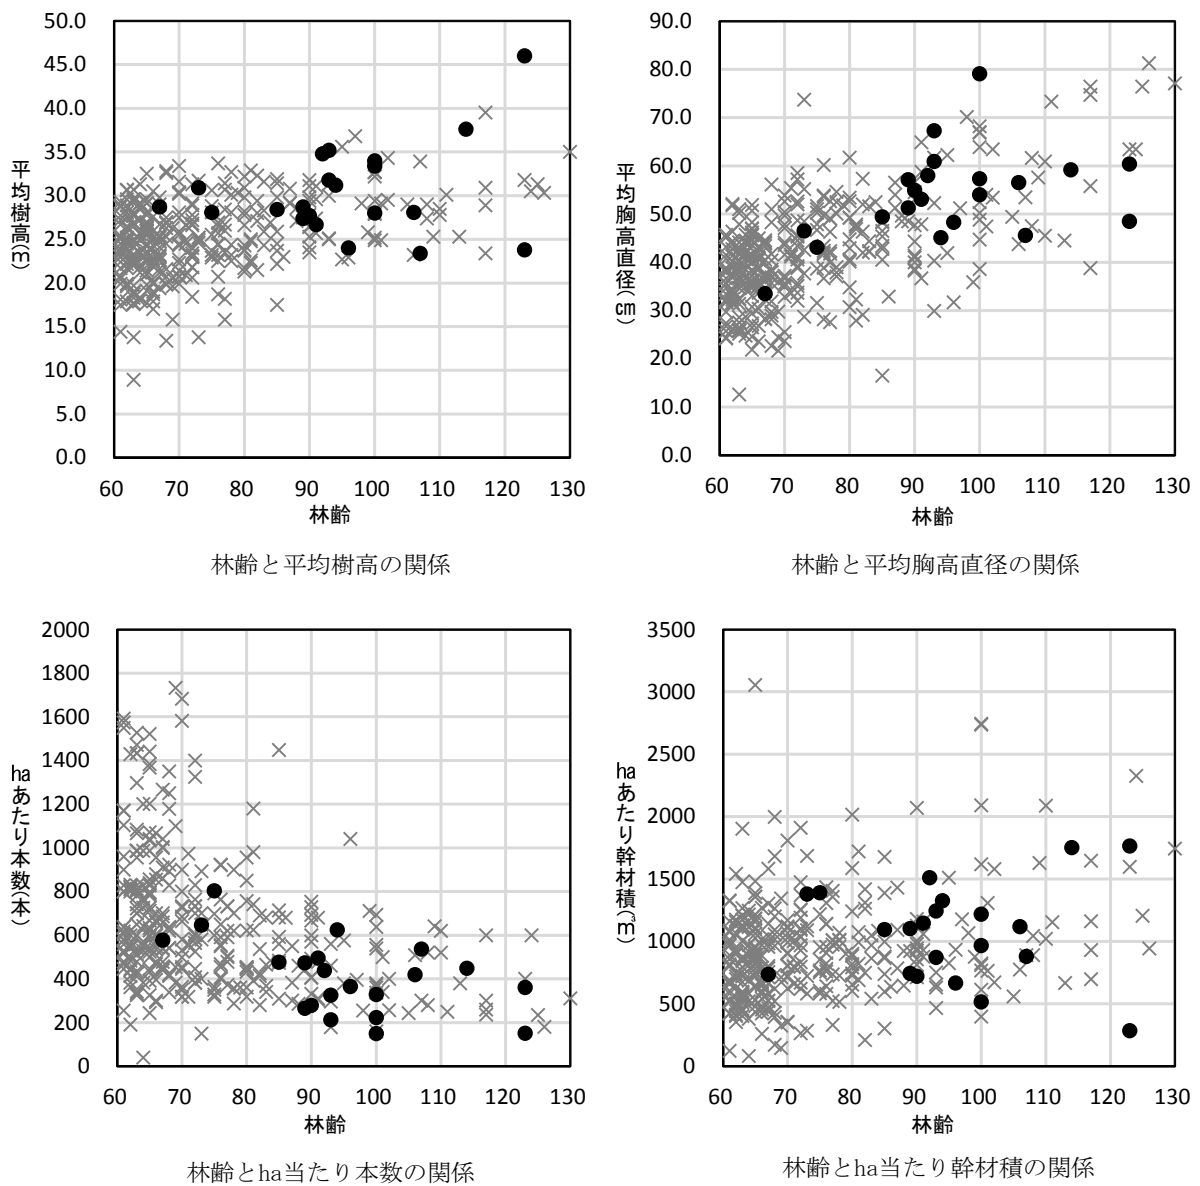 50.0
45.0
40.0
35.0
30.0
25.0
20.0
15.0
10.0
5.0
0.0
平均樹高(m)
60 70 80 90 100 110 120 130
林齢
林齢と平均樹高の関係
90.0
80.0
70.0
60.0
50.0
40.0
30.0
20.0
10.0
0.0
平均胸高直径(cm)
60 70 80 90 100 110 120 130
林齢
林齢と平均胸高直径の関係
2000
1800
1600
1400
1200
1000
800
600
400
200
0
haあたり本数(本)
60 70 80 90 100 110 120 130
林齢
林齢とha当たり本数の関係
3500
3000
2500
2000
1500
1000
500
0
haあたり幹材積(m³)
60 70 80 90 100 110 120 130
林齢
林齢とha当たり幹材積の関係